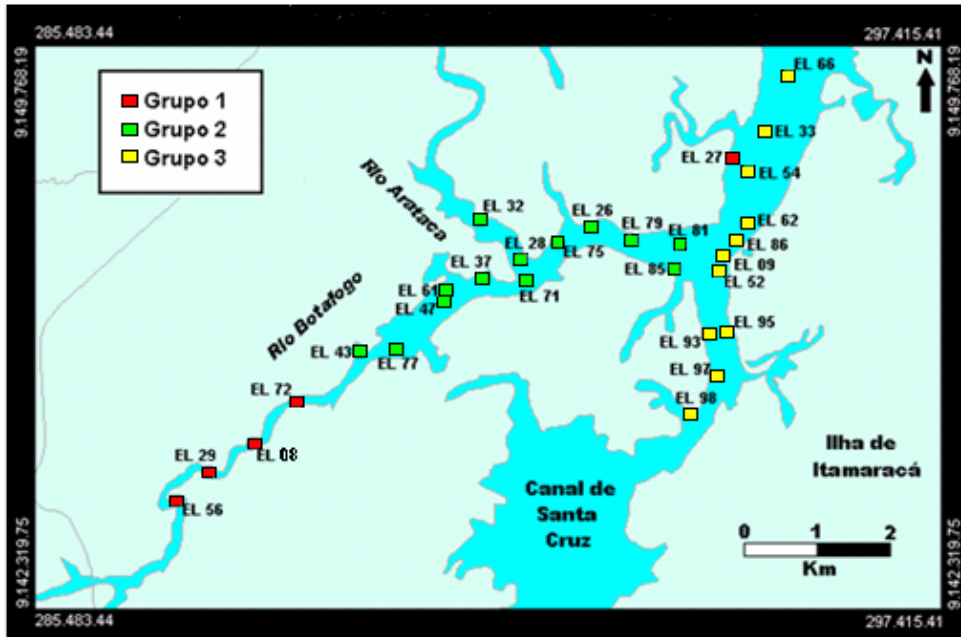 285.483.44
297.415.41
9.149.768.19
9.149.768.19
N
Grupo 1
Grupo 2
Grupo 3
EL 66
EL 33
EL 27
EL 54
Rio Arataca
EL 32
EL 26
EL 79
EL 81
EL 62
EL 86
EL 28
EL 75
EL 09
EL 37
EL 85
EL 52
EL 61
EL 71
EL 47
Rio Botafogo
EL 43
EL 77
EL 93
EL 95
EL 97
EL 72
EL 98
EL 29
EL 08
EL 56
Ilha de
Itamaracá
Canal de
Santa
Cruz
0 1 2
Km
9.142.319.75
9.142.319.75
285.483.44
297.415.41